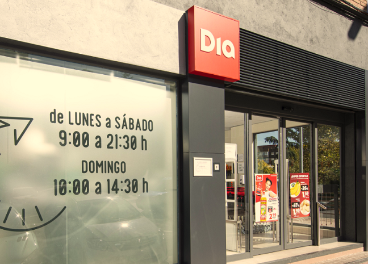 Dia
de LUNES a SÁBADO
9:00 a 21:30 h
DOMINGO
10:00 a 14:30 h